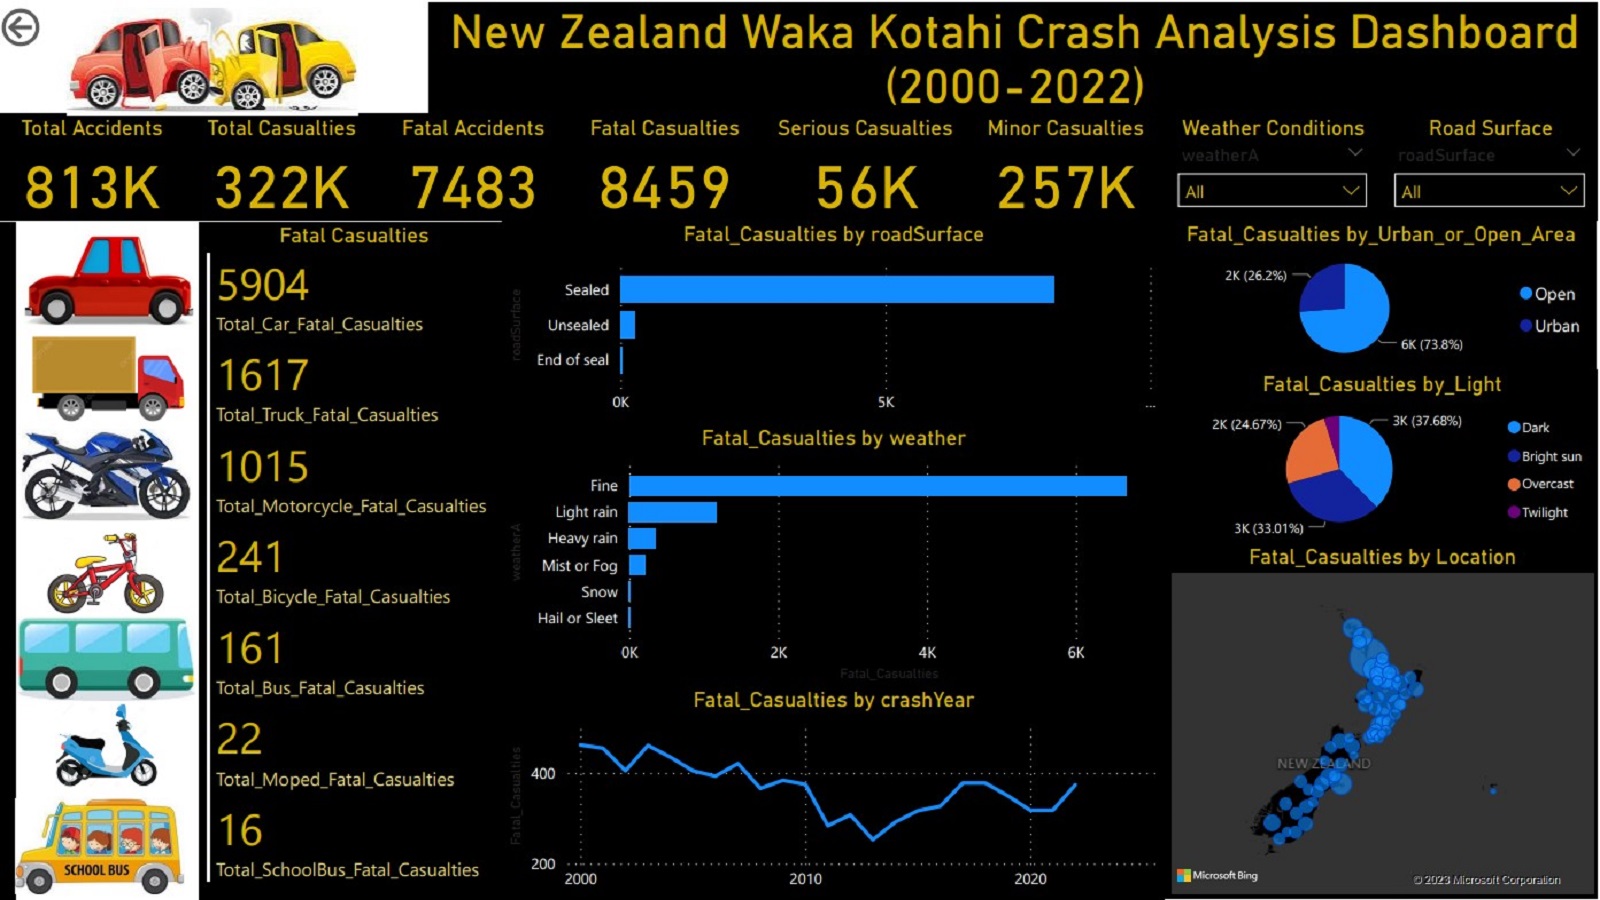 New Zealand Waka Kotahi Crash Analysis Dashboard
(2000-2022)
Total Accidents
813K
Total Casualties
322K
Fatal Accidents
7483
Fatal Casualties
8459
Serious Casualties
56K
Minor Casualties
257K
Weather Conditions
weatherA
All
Road Surface
roadSurface
All
Fatal Casualties
5904
Total_Car_Fatal_Casualties
1617
Total_Truck_Fatal_Casualties
1015
Total_Motorcycle_Fatal_Casualties
241
Total_Bicycle_Fatal_Casualties
161
Total_Bus_Fatal_Casualties
22
Total_Moped_Fatal_Casualties
16
Total_SchoolBus_Fatal_Casualties
SCHOOL BUS
Fatal_Casualties by roadSurface
roadSurface
Sealed
Unsealed
End of seal
0K 5K ...
Fatal_Casualties by weather
weatherA
Fine
Light rain
Heavy rain
Mist or Fog
Snow
Hail or Sleet
0K 2K 4K 6K
Fatal_Casualties
Fatal_Casualties by crashYear
Fatal_Casualties
400
200
2000 2010 2020
Fatal_Casualties by_Urban_or_Open_Area
2K (26.2%)
6K (73.8%)
Open
Urban
Fatal_Casualties by_Light
2K (24.67%)
3K (37.68%)
3K (33.01%)
Dark
Bright sun
Overcast
Twilight
Fatal_Casualties by Location
NEW ZEALAND
Microsoft Bing
© 2023 Microsoft Corporation